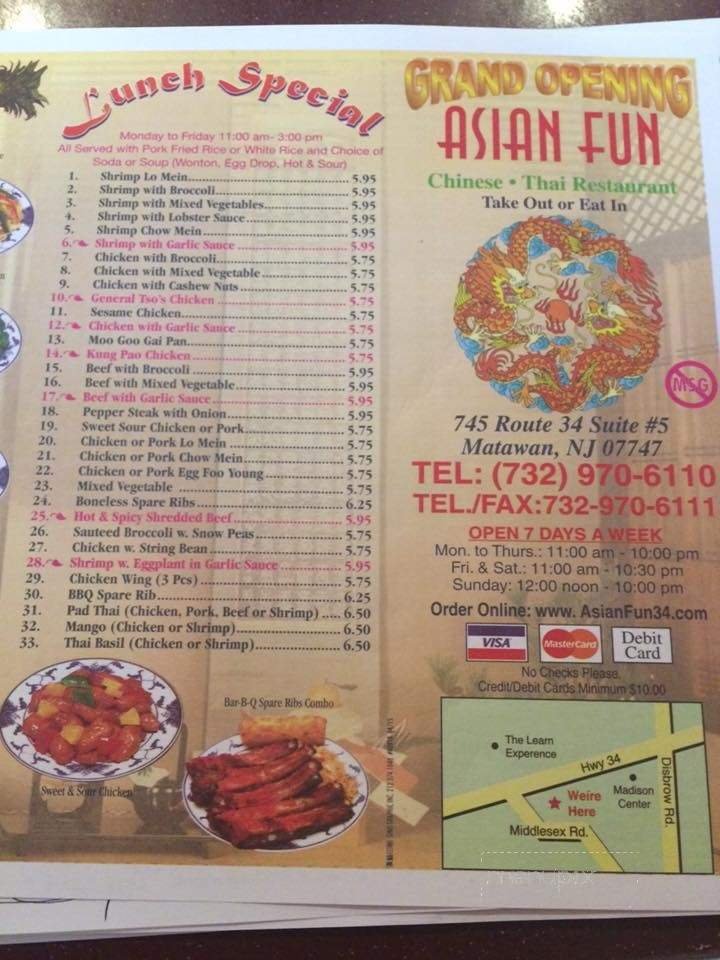 Lunch Special
Monday to Friday 11:00 am- 3:00 pm
All Served with Pork Fried Rice or White Rice and Choice of
Soda or Soup (Wonton, Egg Drop, Hot & Sour)
1. Shrimp Lo Mein 5.95
2. Shrimp with Broccoli 5.95
3. Shrimp with Mixed Vegetables 5.95
4. Shrimp with Lobster Sauce 5.95
5. Shrimp Chow Mein 5.95
6. Shrimp with Garlic Sauce 5.95
7. Chicken with Broccoli 5.75
8. Chicken with Mixed Vegetable 5.75
9. Chicken with Cashew Nuts 5.75
10. General Tso's Chicken 5.75
11. Sesame Chicken 5.75
12. Chicken with Garlic Sauce 5.75
13. Moo Goo Gai Pan 5.75
14. Kung Pao Chicken 5.75
15. Beef with Broccoli 5.95
16. Beef with Mixed Vegetable 5.95
17. Beef with Garlic Sauce 5.95
18. Pepper Steak with Onion 5.95
19. Sweet Sour Chicken or Pork 5.75
20. Chicken or Pork Lo Mein 5.75
21. Chicken or Pork Chow Mein 5.75
22. Chicken or Pork Egg Foo Young 5.75
23. Mixed Vegetable 5.75
24. Boneless Spare Ribs 6.25
25. Hot & Spicy Shredded Beef 5.95
26. Sauteed Broccoli w. Snow Peas 5.75
27. Chicken w. String Bean 5.75
28. Shrimp w. Eggplant in Garlic Sauce 5.95
29. Chicken Wing (3 Pcs) 5.75
30. BBQ Spare Rib 6.25
31. Pad Thai (Chicken, Pork, Beef or Shrimp) 6.50
32. Mango (Chicken or Shrimp) 6.50
33. Thai Basil (Chicken or Shrimp) 6.50
Sweet & Sour Chicken
Bar-B-Q Spare Ribs Combo
GRAND OPENING
ASIAN FUN
Chinese • Thai Restaurant
Take Out or Eat In
MSG
745 Route 34 Suite #5
Matawan, NJ 07747
TEL: (732) 970-6110
TEL./FAX:732-970-6111
OPEN 7 DAYS A WEEK
Mon. to Thurs.: 11:00 am - 10:00 pm
Fri. & Sat.: 11:00 am - 10:30 pm
Sunday: 12:00 noon - 10:00 pm
Order Online: www. AsianFun34.com
VISA
MasterCard
Debit
Card
No Checks Please.
Credit/Debit Cards Minimum $10.00
The Learn
Experence
Hwy 34
Disbrow Rd.
Madison
Center
Weire
Here
Middlesex Rd.